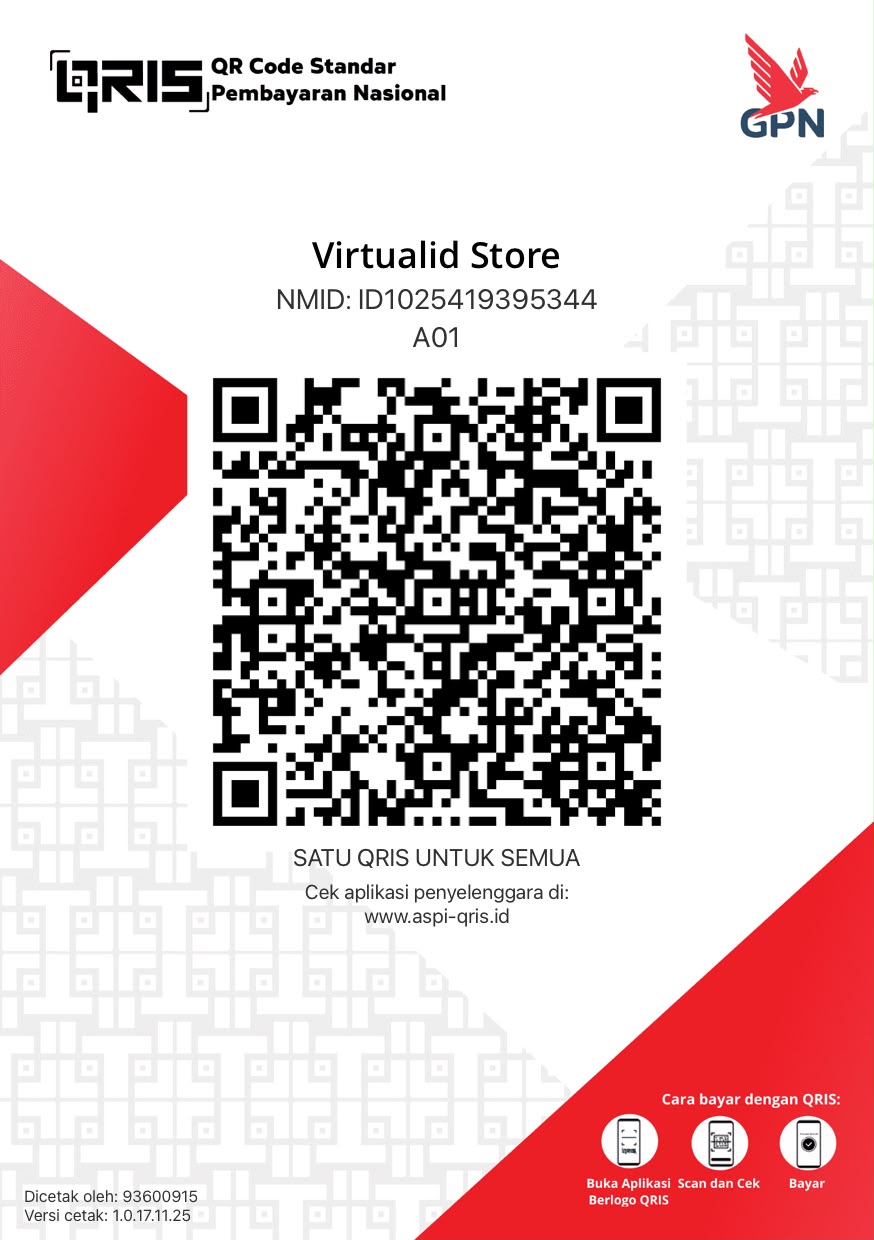 QRIS QR Code Standar
Pembayaran Nasional
GPN
Virtualid Store
NMID: ID1025419395344
A01
SATU QRIS UNTUK SEMUA
Cek aplikasi penyelenggara di:
www.aspi-qris.id
Cara bayar dengan QRIS:
Buka Aplikasi
Berlogo QRIS
Scan dan Cek
Bayar
Dicetak oleh: 93600915
Versi cetak: 1.0.17.11.25